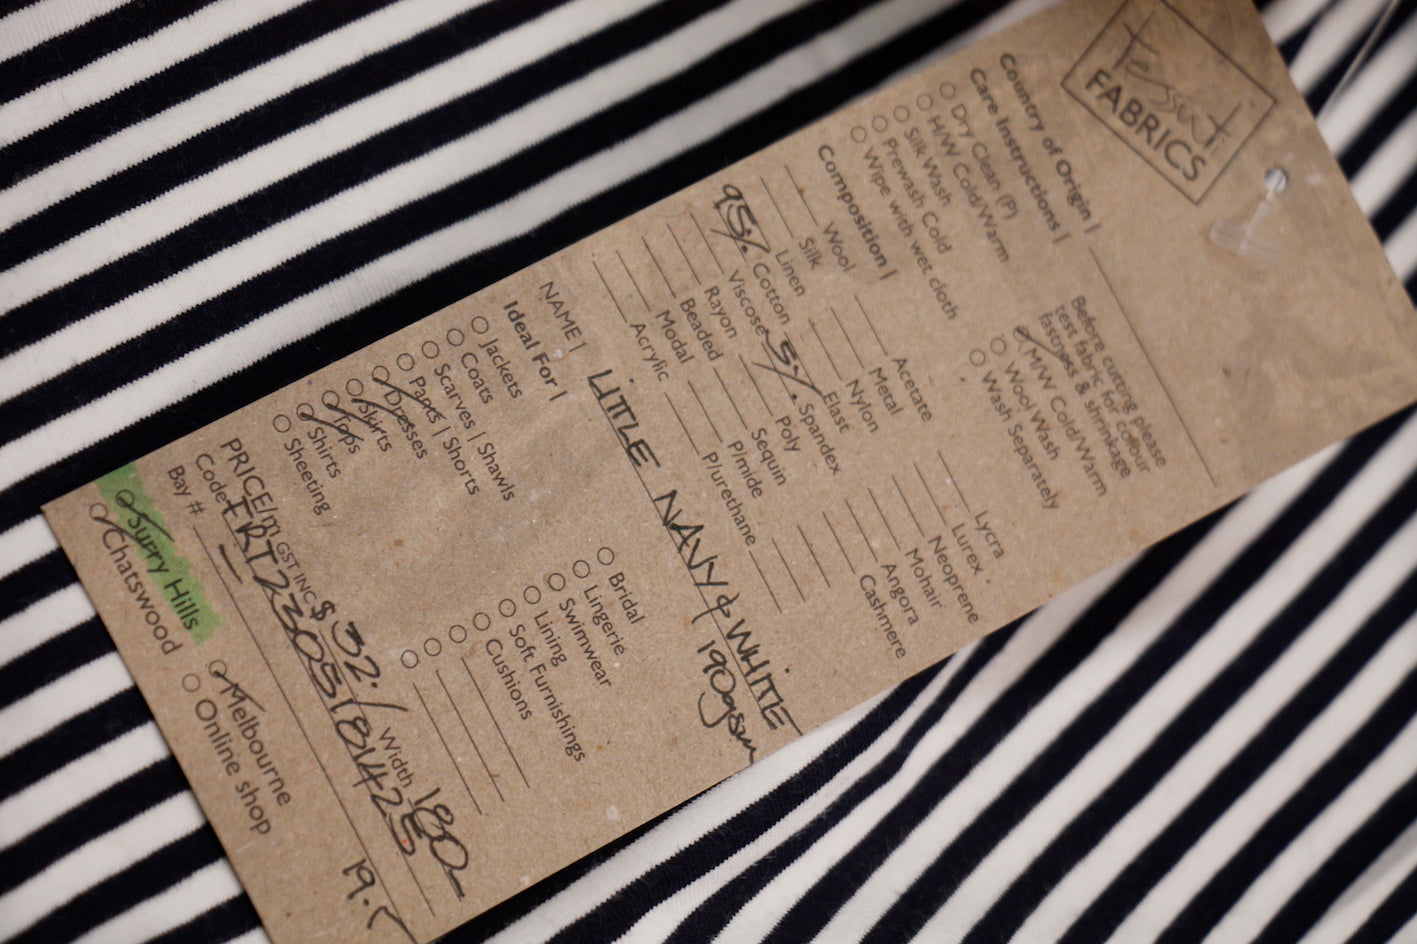 Tessuti
FABRICS
Country of Origin |
Care Instructions |
Before cutting please
test fabric for colour
fastness & shrinkage
Dry Clean (P)
H/W Cold/Warm
Silk Wash
Prewash Cold
Wipe with wet cloth
M/W Cold/Warm
Wool Wash
Wash Separately
Composition |
Wool
Silk
Linen
95% Cotton
Viscose
Rayon
Beaded
Modal
Acrylic
Acetate
Metal
Nylon
Elast
5% Spandex
Poly
Sequin
P/mide
P/urethane
Lycra
Lurex
Neoprene
Mohair
Angora
Cashmere
NAME | LITTLE NAVY & WHITE
190gsm
Ideal For |
Jackets
Coats
Scarves | Shawls
Pants | Shorts
Dresses
Skirts
Tops
Shirts
Sheeting
Bridal
Lingerie
Swimwear
Lining
Soft Furnishings
Cushions
PRICE/m GST INC $32./ Width 180
Bay #
Surry Hills
Chatswood
Melbourne
Online shop